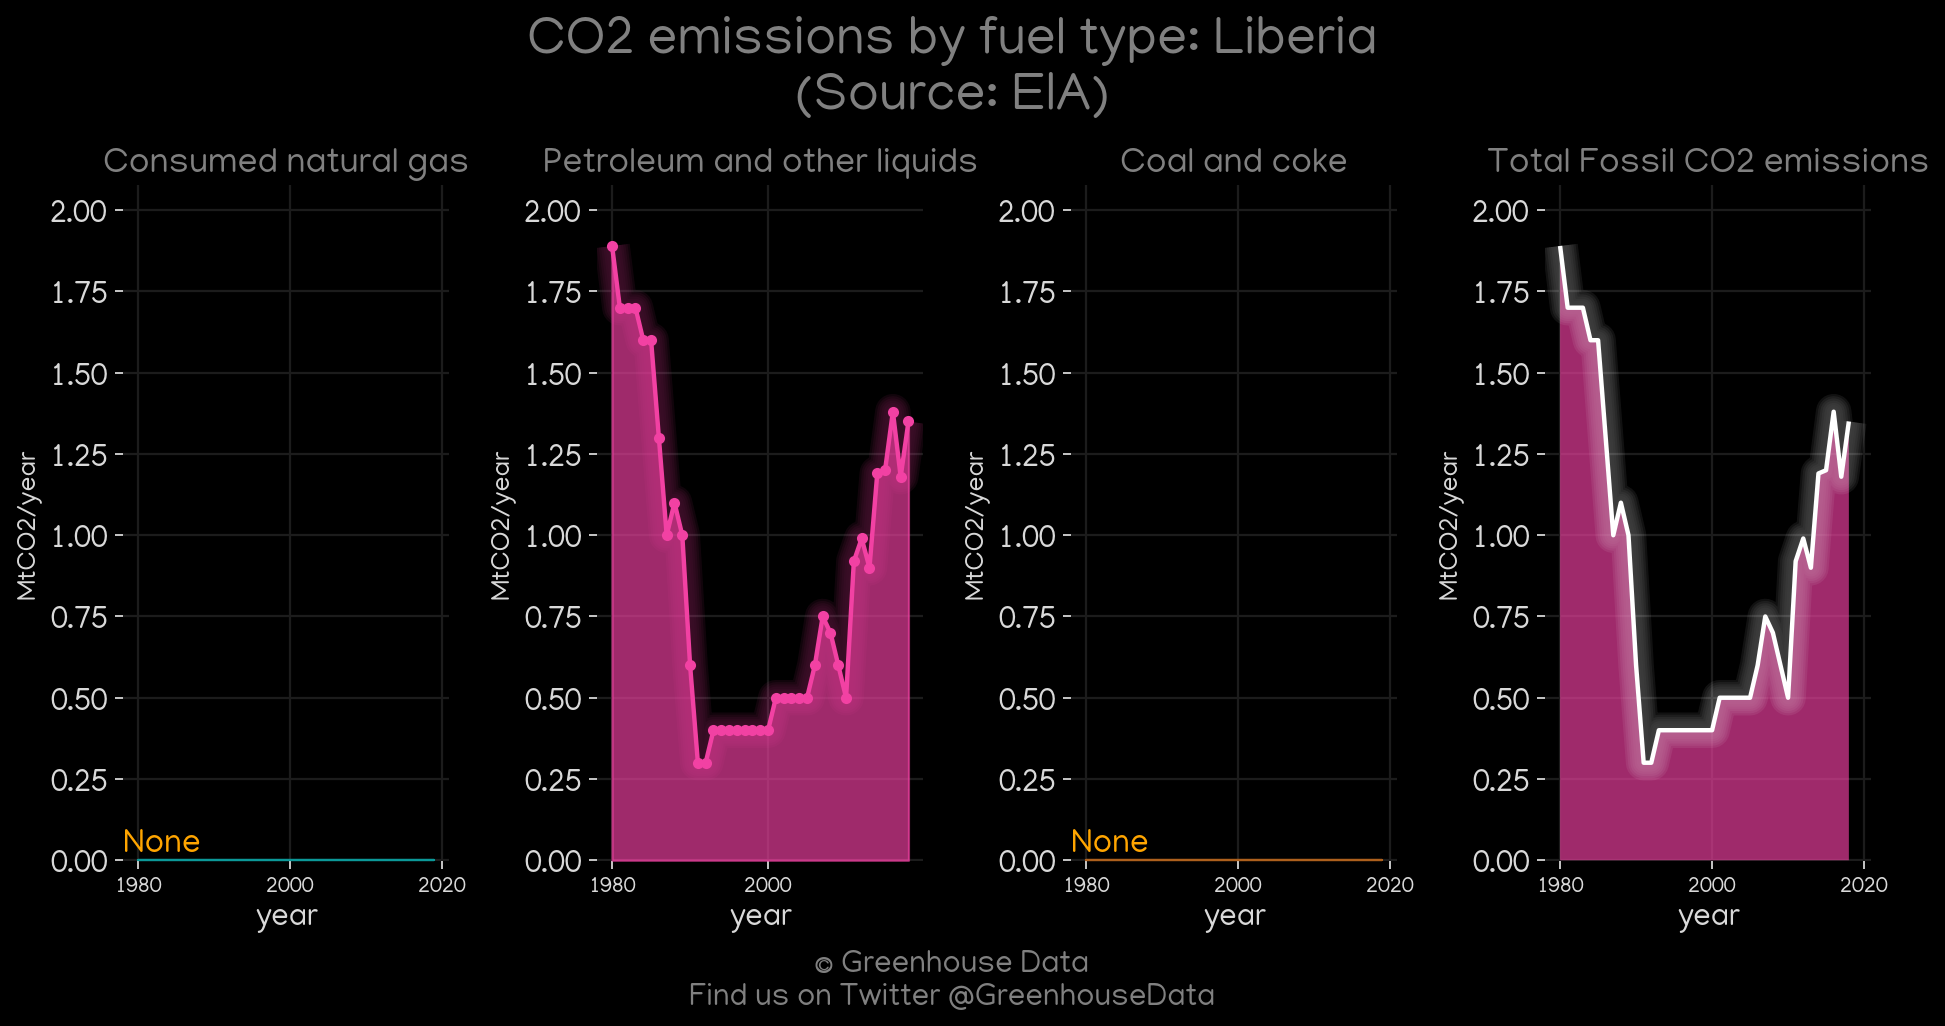 CO2 emissions by fuel type: Liberia
(Source: EIA)
Consumed natural gas
Petroleum and other liquids
Coal and coke
Total Fossil CO2 emissions
MtCO2/year
2.00
1.75
1.50
1.25
1.00
0.75
0.50
0.25
0.00
None
1980
2000
2020
year
MtCO2/year
2.00
1.75
1.50
1.25
1.00
0.75
0.50
0.25
0.00
1980
2000
year
MtCO2/year
2.00
1.75
1.50
1.25
1.00
0.75
0.50
0.25
0.00
None
1980
2000
2020
year
MtCO2/year
2.00
1.75
1.50
1.25
1.00
0.75
0.50
0.25
0.00
1980
2000
2020
year
© Greenhouse Data
Find us on Twitter @GreenhouseData